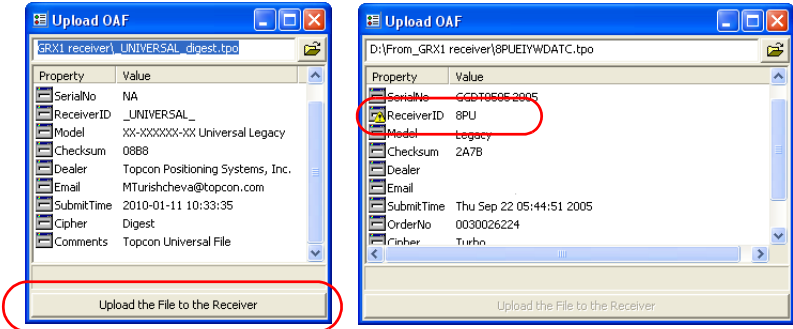 Upload OAF
GRX1 receiver\_UNIVERSAL_digest.tpo
Property Value
SerialNo NA
ReceiverID _UNIVERSAL_
Model XX-XXXXXX-XX Universal Legacy
Checksum 08B8
Dealer Topcon Positioning Systems, Inc.
Email MTurishcheva@topcon.com
SubmitTime 2010-01-11 10:33:35
Cipher Digest
Comments Topcon Universal File
Upload the File to the Receiver
Upload OAF
D:\From_GRX1 receiver\8PUEIYWDATC.tpo
Property Value
SerialNo GGDT0505 2005
ReceiverID 8PU
Model Legacy
Checksum 2A7B
Dealer
Email
SubmitTime Thu Sep 22 05:44:51 2005
OrderNo 0030026224
Cipher Turbo
Upload the File to the Receiver